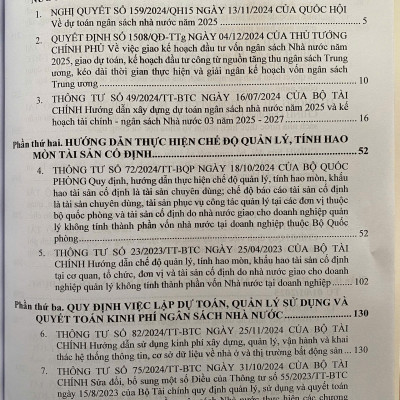 1. NGHỊ QUYẾT SỐ 159/2024/QH15 NGÀY 13/11/2024 CỦA QUỐC HỘI
về dự toán ngân sách nhà nước năm 2025 5
2. QUYẾT ĐỊNH SỐ 1508/QĐ-TTg NGÀY 04/12/2024 CỦA THỦ TƯỚNG
CHÍNH PHỦ Về việc giao kế hoạch đầu tư vốn ngân sách Nhà nước năm
2025, giao dự toán, kế hoạch đầu tư công từ nguồn tăng thu ngân sách Trung
ương, kéo dài thời gian thực hiện và giải ngân kế hoạch vốn ngân sách
Trung ương 10
3. THÔNG TƯ SỐ 49/2024/TT-BTC NGÀY 16/07/2024 CỦA BỘ TÀI
CHÍNH Hướng dẫn xây dựng dự toán ngân sách nhà nước năm 2025 và kế
hoạch tài chính - ngân sách Nhà nước 03 năm 2025 - 2027 16
Phần thứ hai. HƯỚNG DẪN THỰC HIỆN CHẾ ĐỘ QUẢN LÝ, TÍNH HAO
MÒN TÀI SẢN CỐ ĐỊNH 52
4. THÔNG TƯ SỐ 72/2024/TT-BQP NGÀY 18/10/2024 CỦA BỘ QUỐC
PHÒNG Quy định, hướng dẫn thực hiện chế độ quản lý, tính hao mòn, khấu
hao tài sản cố định là tài sản chuyên dùng; chế độ báo cáo tài sản cố định
là tài sản chuyên dùng, tài sản phục vụ công tác quản lý tại các đơn vị thuộc
bộ quốc phòng và tài sản cố định do nhà nước giao cho doanh nghiệp quản
lý không tính thành phần vốn nhà nước tại doanh nghiệp thuộc Bộ Quốc
phòng 52
5. THÔNG TƯ SỐ 23/2023/TT-BTC NGÀY 25/04/2023 CỦA BỘ TÀI
CHÍNH Hướng dẫn chế độ quản lý, tính hao mòn, khấu hao tài sản cố định
tại cơ quan, tổ chức, đơn vị và tài sản cố định do nhà nước giao cho doanh
nghiệp quản lý không tính thành phần vốn Nhà nước tại doanh nghiệp 102
Phần thứ ba. QUY ĐỊNH VIỆC LẬP DỰ TOÁN, QUẢN LÝ SỬ DỤNG VÀ
QUYẾT TOÁN KINH PHÍ NGÂN SÁCH NHÀ NƯỚC 130
6. THÔNG TƯ SỐ 82/2024/TT-BTC NGÀY 25/11/2024 CỦA BỘ TÀI
CHÍNH Hướng dẫn sử dụng kinh phí xây dựng, quản lý, vận hành và khai
thác hệ thống thông tin, cơ sở dữ liệu về nhà ở và thị trường bất động sản ... 130
7. THÔNG TƯ SỐ 75/2024/TT-BTC NGÀY 31/10/2024 CỦA BỘ TÀI
CHÍNH Sửa đổi, bổ sung một số Điều của Thông tư số 55/2023/TT-BTC
ngày 15/8/2023 của Bộ Tài chính quy định quản lý, sử dụng và quyết toán